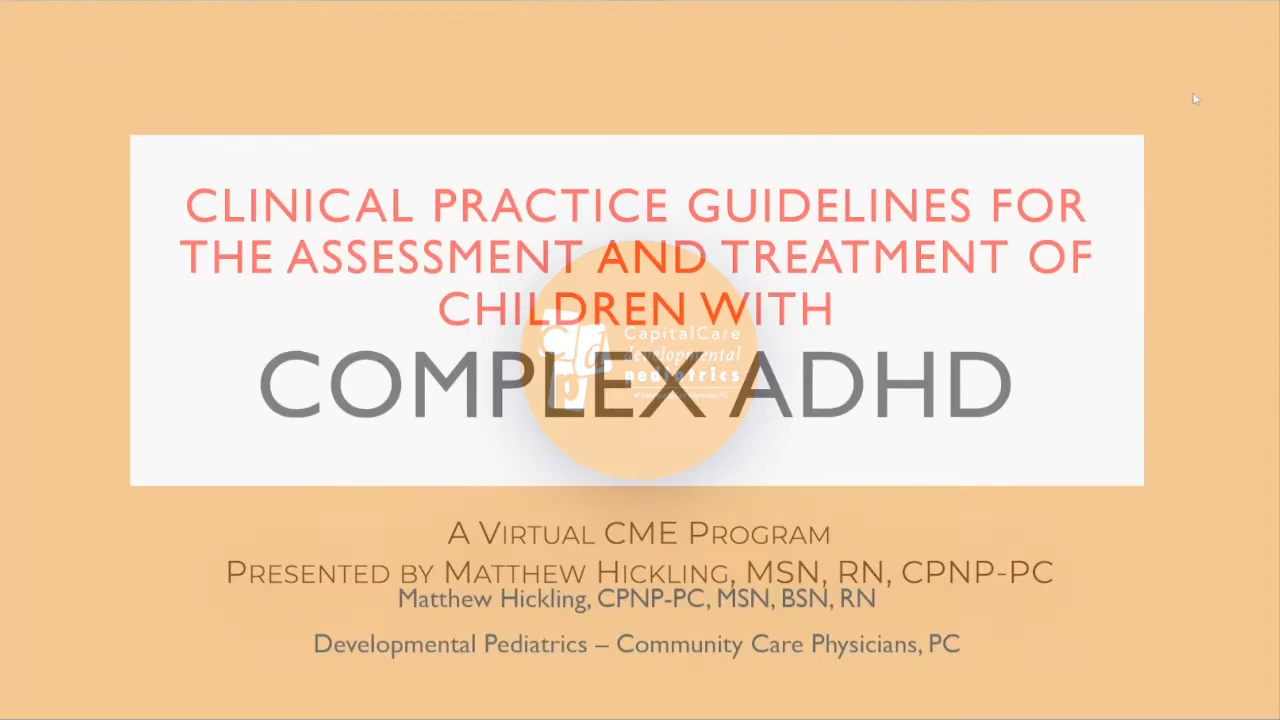 CLINICAL PRACTICE GUIDELINES FOR
THE ASSESSMENT AND TREATMENT OF
CHILDREN WITH
CapitalCare
developmental
pediatrics
COMPLEX ADHD
A VIRTUAL CME PROGRAM
PRESENTED BY MATTHEW HICKLING, MSN, RN, CPNP-PC
Matthew Hickling, CPNP-PC, MSN, BSN, RN
Developmental Pediatrics – Community Care Physicians, PC